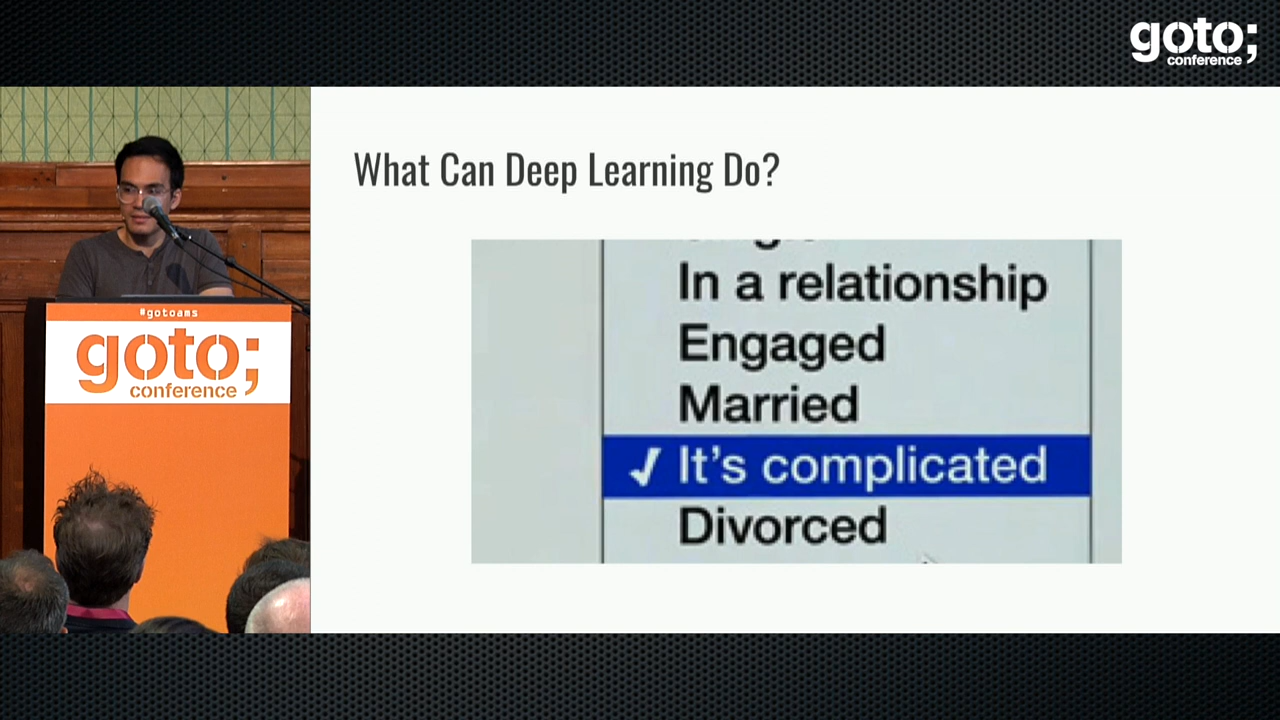 goto;
conference
What Can Deep Learning Do?
In a relationship
Engaged
Married
✓ It's complicated
Divorced
#gotoams
goto;
conference